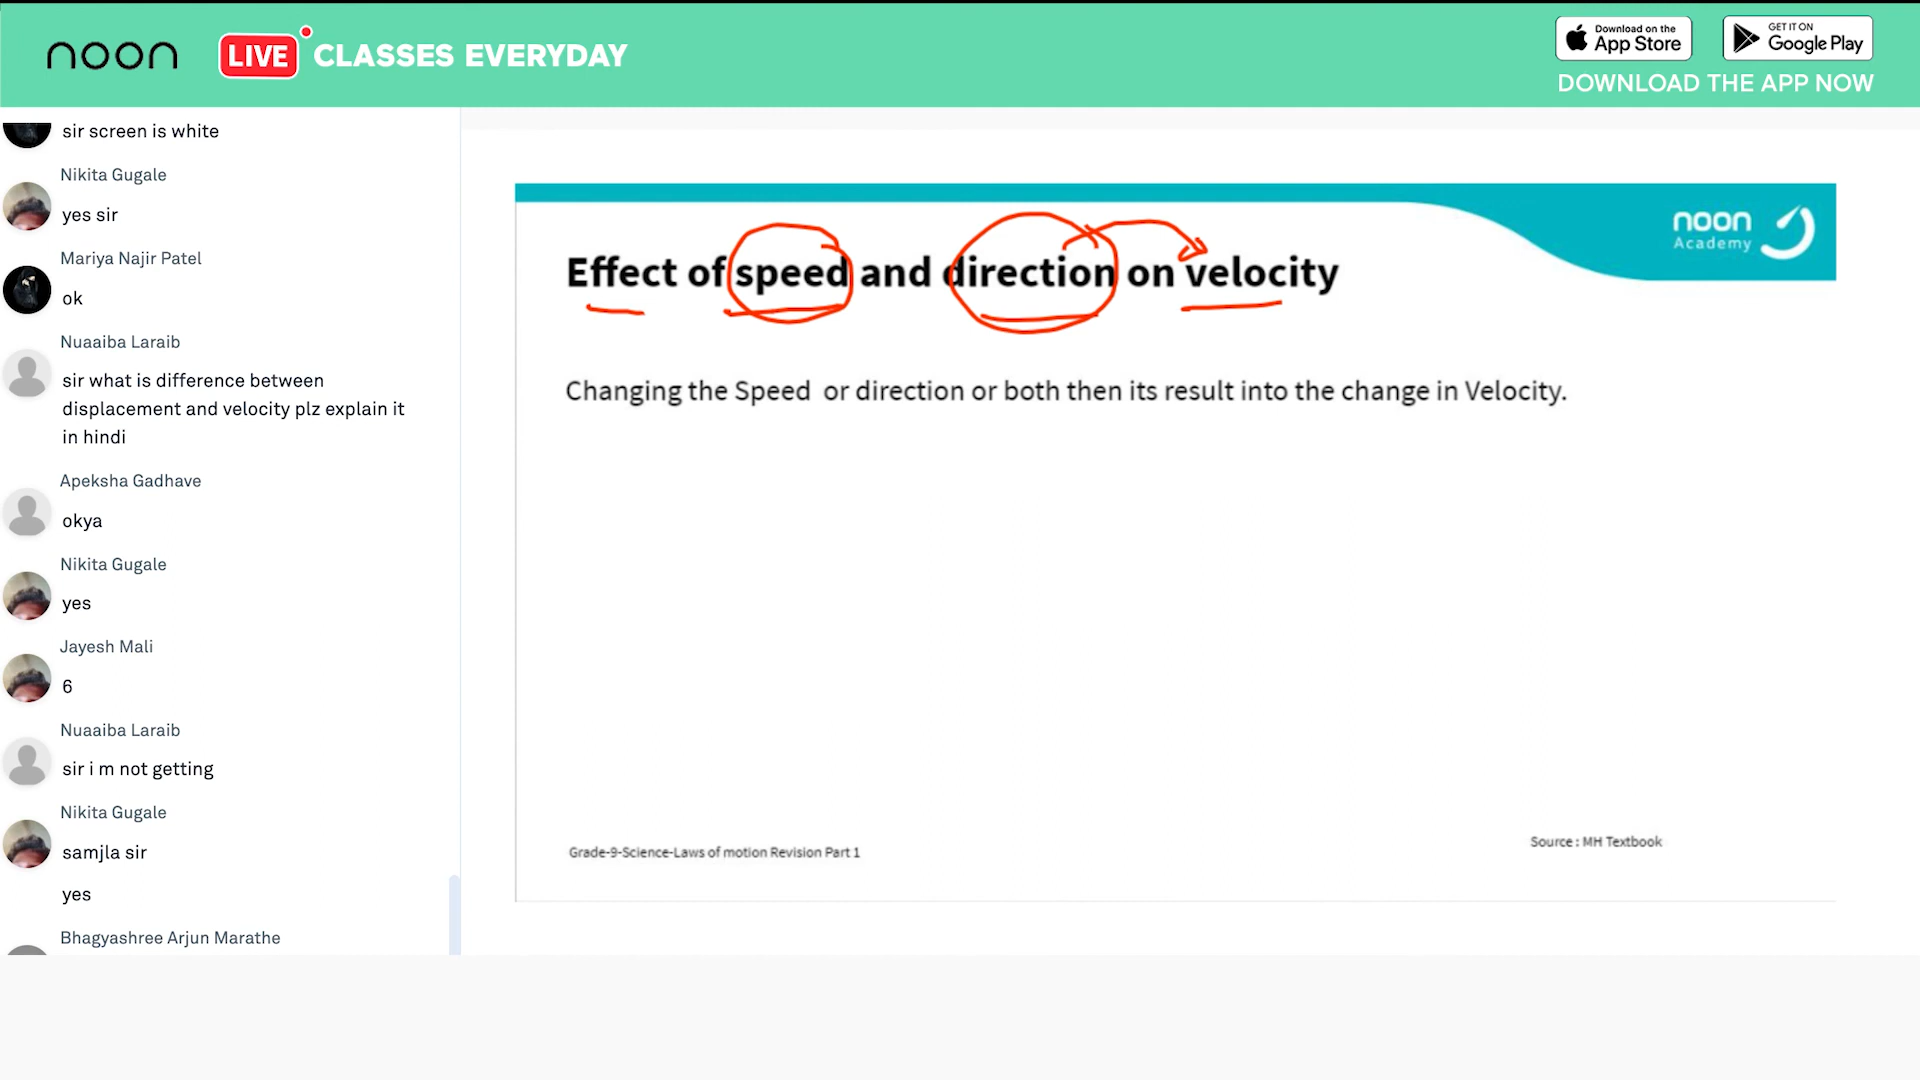 noon LIVE CLASSES EVERYDAY
Download on the App Store
GET IT ON Google Play
DOWNLOAD THE APP NOW
sir screen is white
Nikita Gugale
yes sir
Mariya Najir Patel
ok
Nuaaiba Laraib
sir what is difference between
displacement and velocity plz explain it
in hindi
Apeksha Gadhave
okya
Nikita Gugale
yes
Jayesh Mali
6
Nuaaiba Laraib
sir i m not getting
Nikita Gugale
samjla sir
yes
Bhagyashree Arjun Marathe
noon
Academy
Effect of speed and direction on velocity
Changing the Speed or direction or both then its result into the change in Velocity.
Grade-9-Science-Laws of motion Revision Part 1
Source : MH Textbook